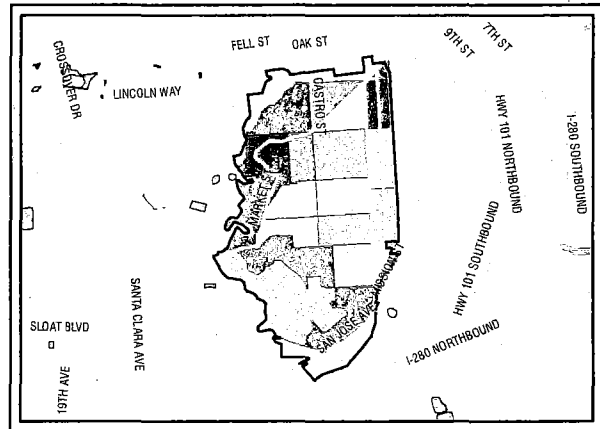 FELL ST
OAK ST
7TH ST
9TH ST
CROSSOVER DR
LINCOLN WAY
CASTRO ST
HWY 101 NORTHBOUND
I-280 SOUTHBOUND
MARKET S
HWY 101 SOUTHBOUND
MISSION ST
SANTA CLARA AVE
SAN JOSE AVE
SLOAT BLVD
I-280 NORTHBOUND
19TH AVE